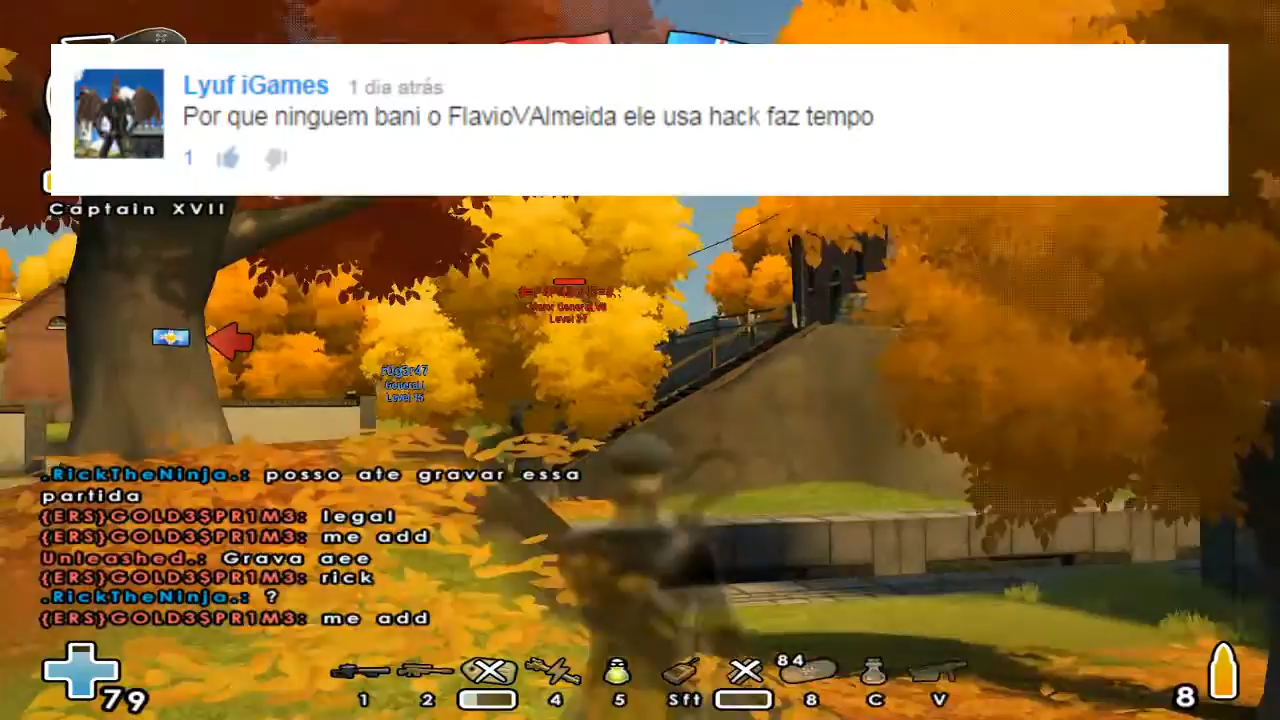 Lyuf iGames 1 dia atrás
Por que ninguem bani o FlavioVAlmeida ele usa hack faz tempo
1
Captain XVII
Level 37
r0g3r47
General I
Level 15
.RickTheNinja.: posso ate gravar essa
partida
{ERS}GOLD3$PR1M3: legal
{ERS}GOLD3$PR1M3: me add
Unleashed.: Grava aee
{ERS}GOLD3$PR1M3: rick
.RickTheNinja.: ?
{ERS}GOLD3$PR1M3: me add
84
1 2 4 5 Sft 8 C V
79
8